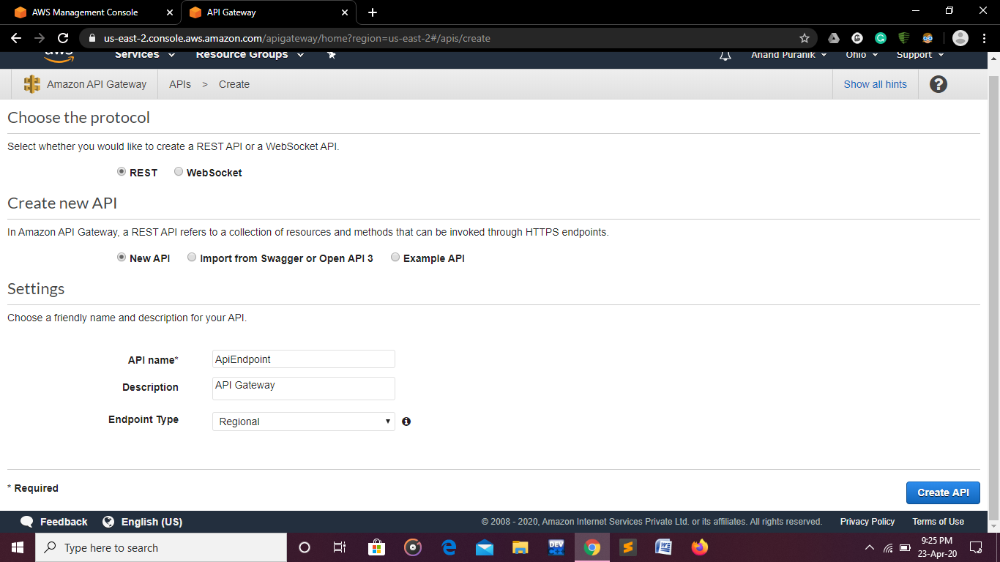 AWS Management Console
API Gateway
us-east-2.console.aws.amazon.com/apigateway/home?region=us-east-2#/apis/create
aws Services Resource Groups Anand Puranik Ohio Support
Amazon API Gateway APIs > Create Show all hints ?
Choose the protocol
Select whether you would like to create a REST API or a WebSocket API.
REST WebSocket
Create new API
In Amazon API Gateway, a REST API refers to a collection of resources and methods that can be invoked through HTTPS endpoints.
New API Import from Swagger or Open API 3 Example API
Settings
Choose a friendly name and description for your API.
API name* ApiEndpoint
Description API Gateway
Endpoint Type Regional
* Required
Create API
Feedback English (US) © 2008 - 2020, Amazon Internet Services Private Ltd. or its affiliates. All rights reserved. Privacy Policy Terms of Use
Type here to search
DEV
9:25 PM
23-Apr-20